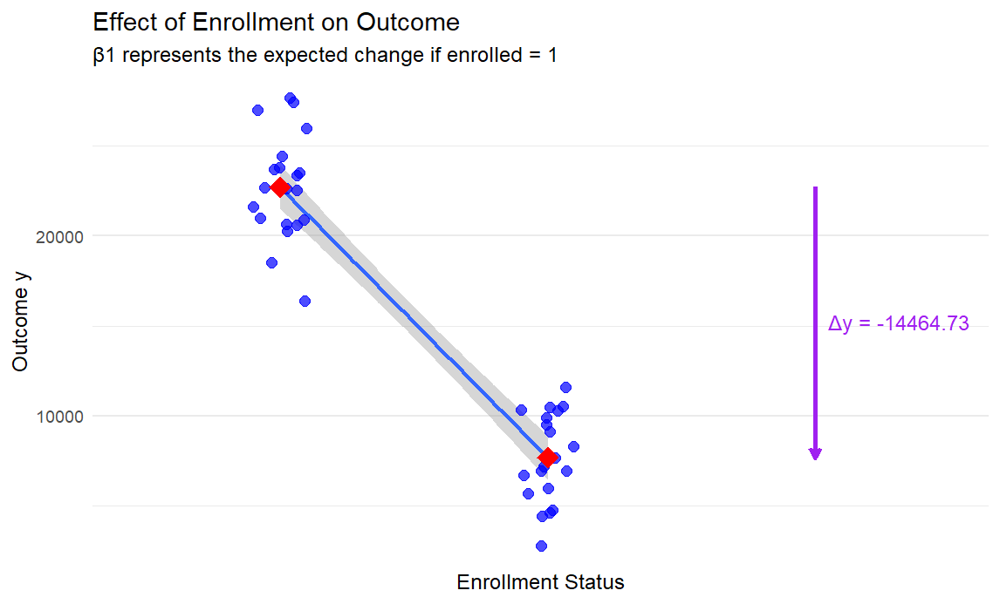 Effect of Enrollment on Outcome
β1 represents the expected change if enrolled = 1
20000
10000
Outcome y
Δy = -14464.73
Enrollment Status